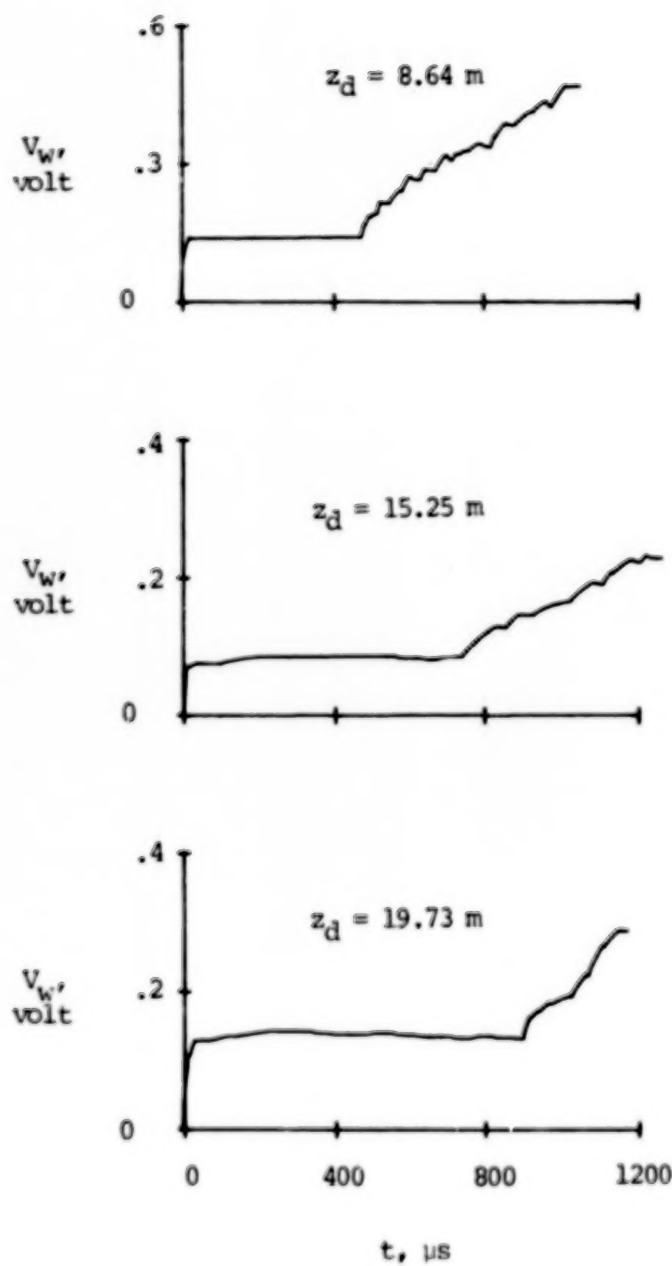 .6
z_d = 8.64 m
V_W,
volt
.3
0
.4
z_d = 15.25 m
V_W,
volt
.2
0
.4
z_d = 19.73 m
V_W,
volt
.2
0
0 400 800 1200
t, μs